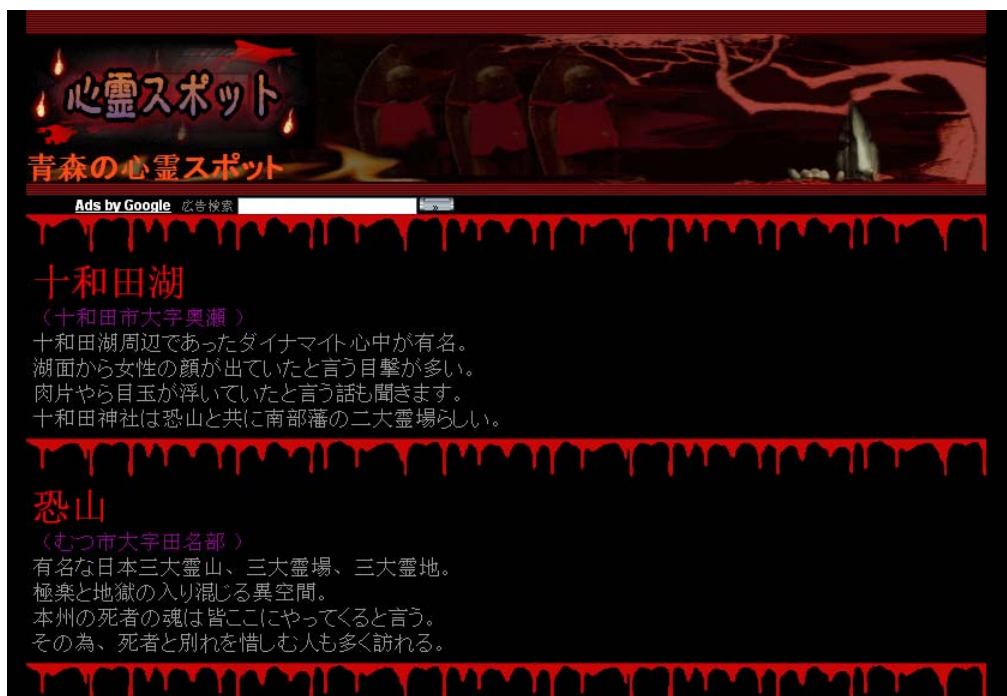 心霊スポット
青森の心霊スポット
Ads by Google 広告検索 »
十和田湖
（十和田市大字奥瀬 ）
十和田湖周辺であったダイナマイト心中が有名。
湖面から女性の顔が出ていたと言う目撃が多い。
肉片やら目玉が浮いていたと言う話も聞きます。
十和田神社は恐山と共に南部藩の二大霊場らしい。
恐山
（むつ市大字田名部 ）
有名な日本三大霊山、三大霊場、三大霊地。
極楽と地獄の入り混じる異空間。
本州の死者の魂は皆ここにやってくると言う。
その為、死者と別れを惜しむ人も多く訪れる。